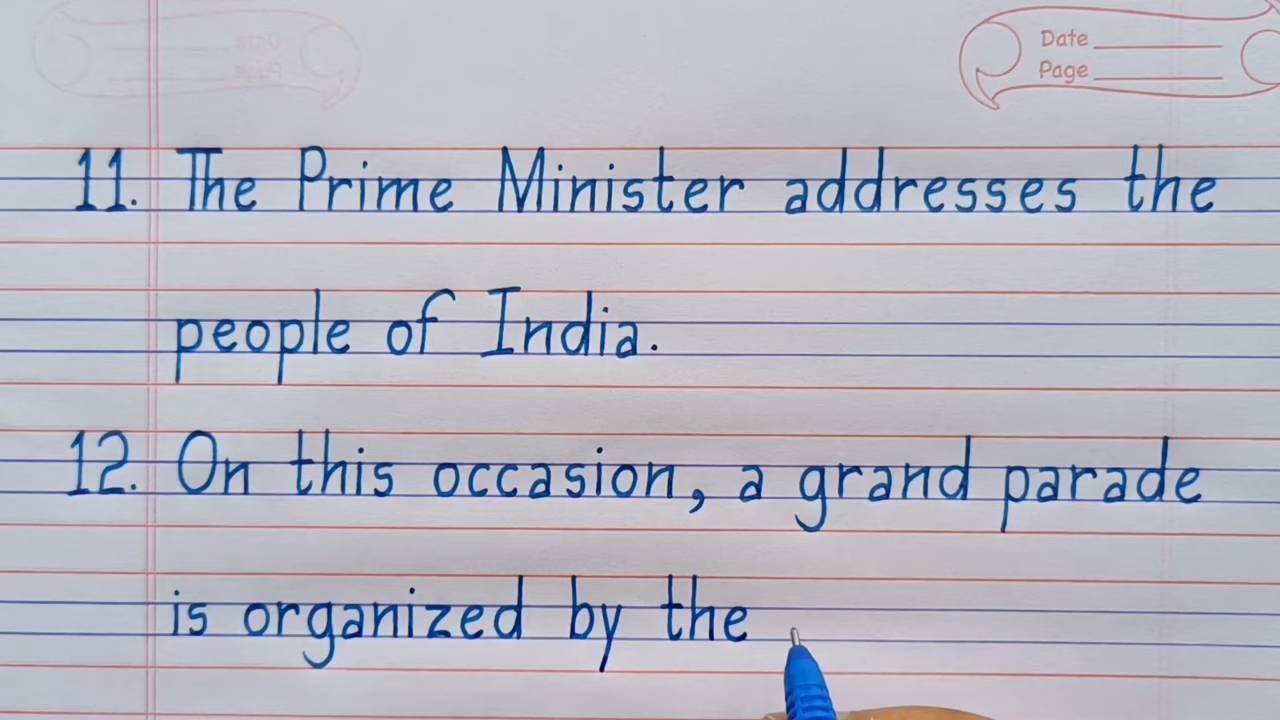 Date
Page
11. The Prime Minister addresses the
people of India.
12. On this occasion, a grand parade
is organized by the